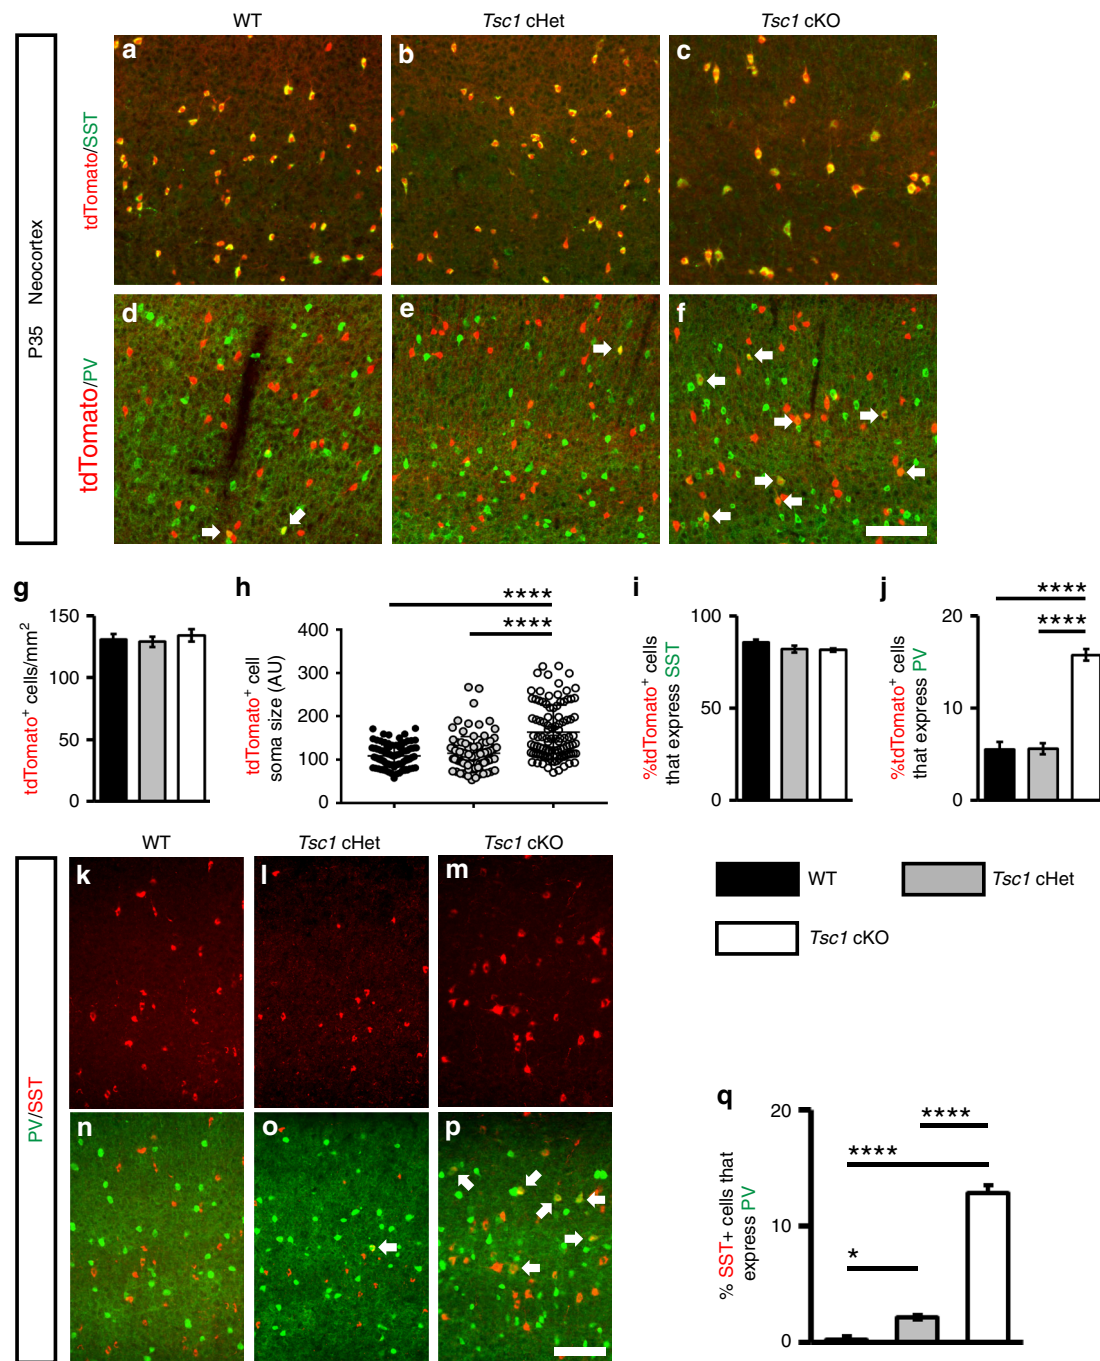 WT
Tsc1 cHet
Tsc1 cKO
P35 Neocortex
tdTomato/SST
a
b
c
tdTomato/PV
d
e
f
g
tdTomato+ cells/mm2
150
100
50
0
h
tdTomato+ cell
soma size (AU)
400
300
200
100
0
****
****
i
%tdTomato+ cells
that express SST
100
50
0
j
%tdTomato+ cells
that express PV
20
10
0
****
****
WT
Tsc1 cHet
Tsc1 cKO
PV/SST
k
l
m
n
o
p
WT
Tsc1 cHet
Tsc1 cKO
q
% SST+ cells that
express PV
20
10
0
****
****
*